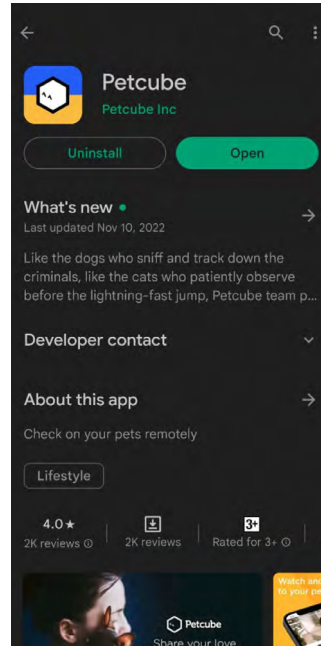 Petcube
Petcube Inc
Uninstall
Open
What's new
Last updated Nov 10, 2022
Like the dogs who sniff and track down the
criminals, like the cats who patiently observe
before the lightning-fast jump, Petcube team p...
Developer contact
About this app
Check on your pets remotely
Lifestyle
4.0★
2K reviews
2K reviews
3+
Rated for 3+
Petcube
Share your love
Watch and
to your pe